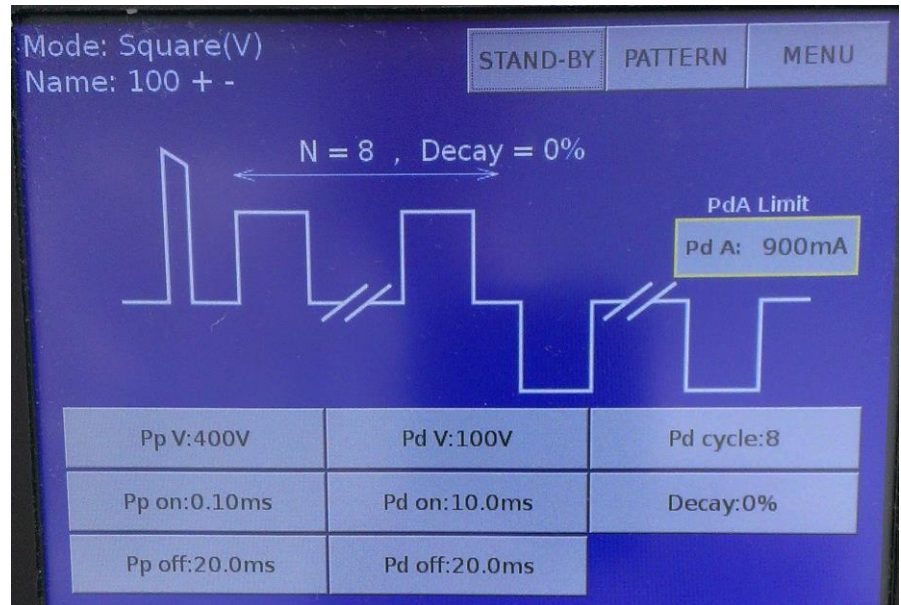 Mode: Square(V)
Name: 100 + -
STAND-BY PATTERN MENU
N = 8 , Decay = 0%
PdA Limit
Pd A: 900mA
Pp V:400V Pd V:100V Pd cycle:8
Pp on:0.10ms Pd on:10.0ms Decay:0%
Pp off:20.0ms Pd off:20.0ms